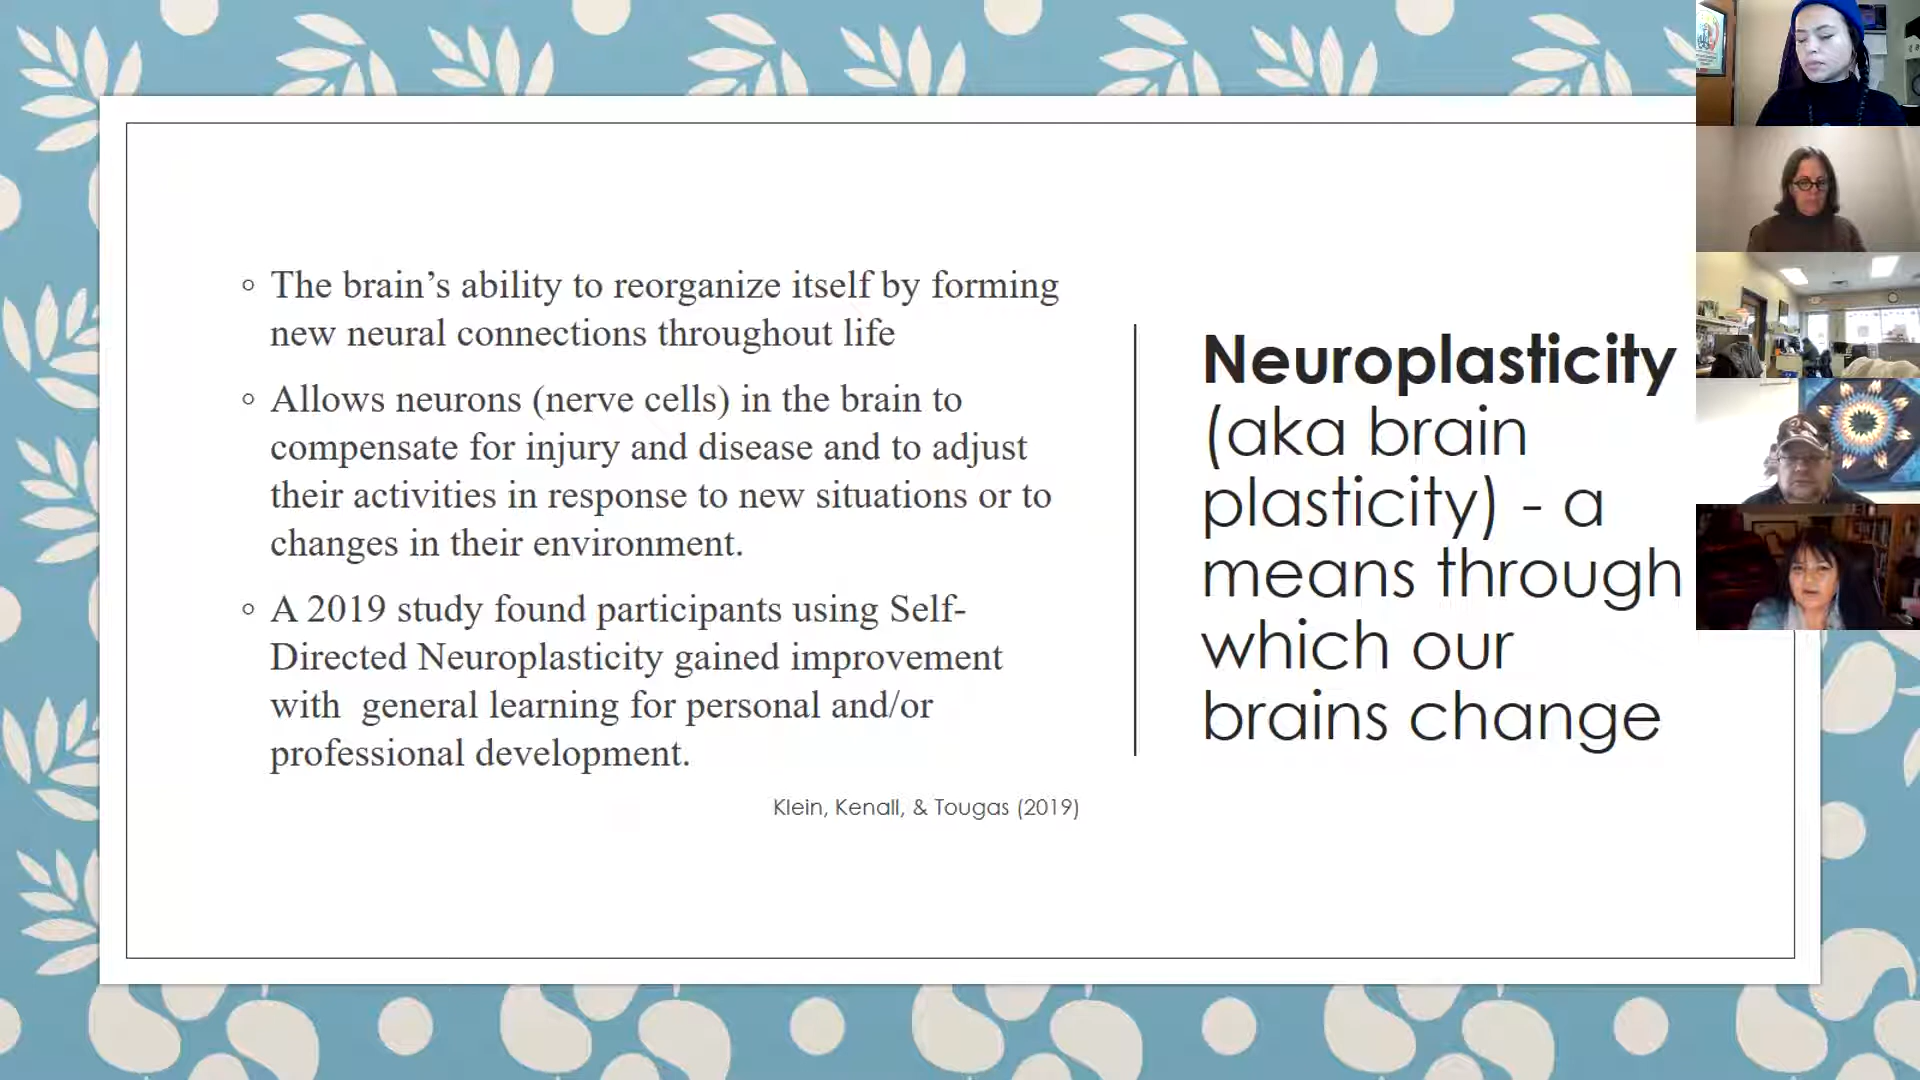 The brain’s ability to reorganize itself by forming
new neural connections throughout life
Allows neurons (nerve cells) in the brain to
compensate for injury and disease and to adjust
their activities in response to new situations or to
changes in their environment.
A 2019 study found participants using Self-
Directed Neuroplasticity gained improvement
with  general learning for personal and/or
professional development.
Klein, Kenall, & Tougas (2019)
Neuroplasticity
(aka brain
plasticity) - a
means through
which our
brains change